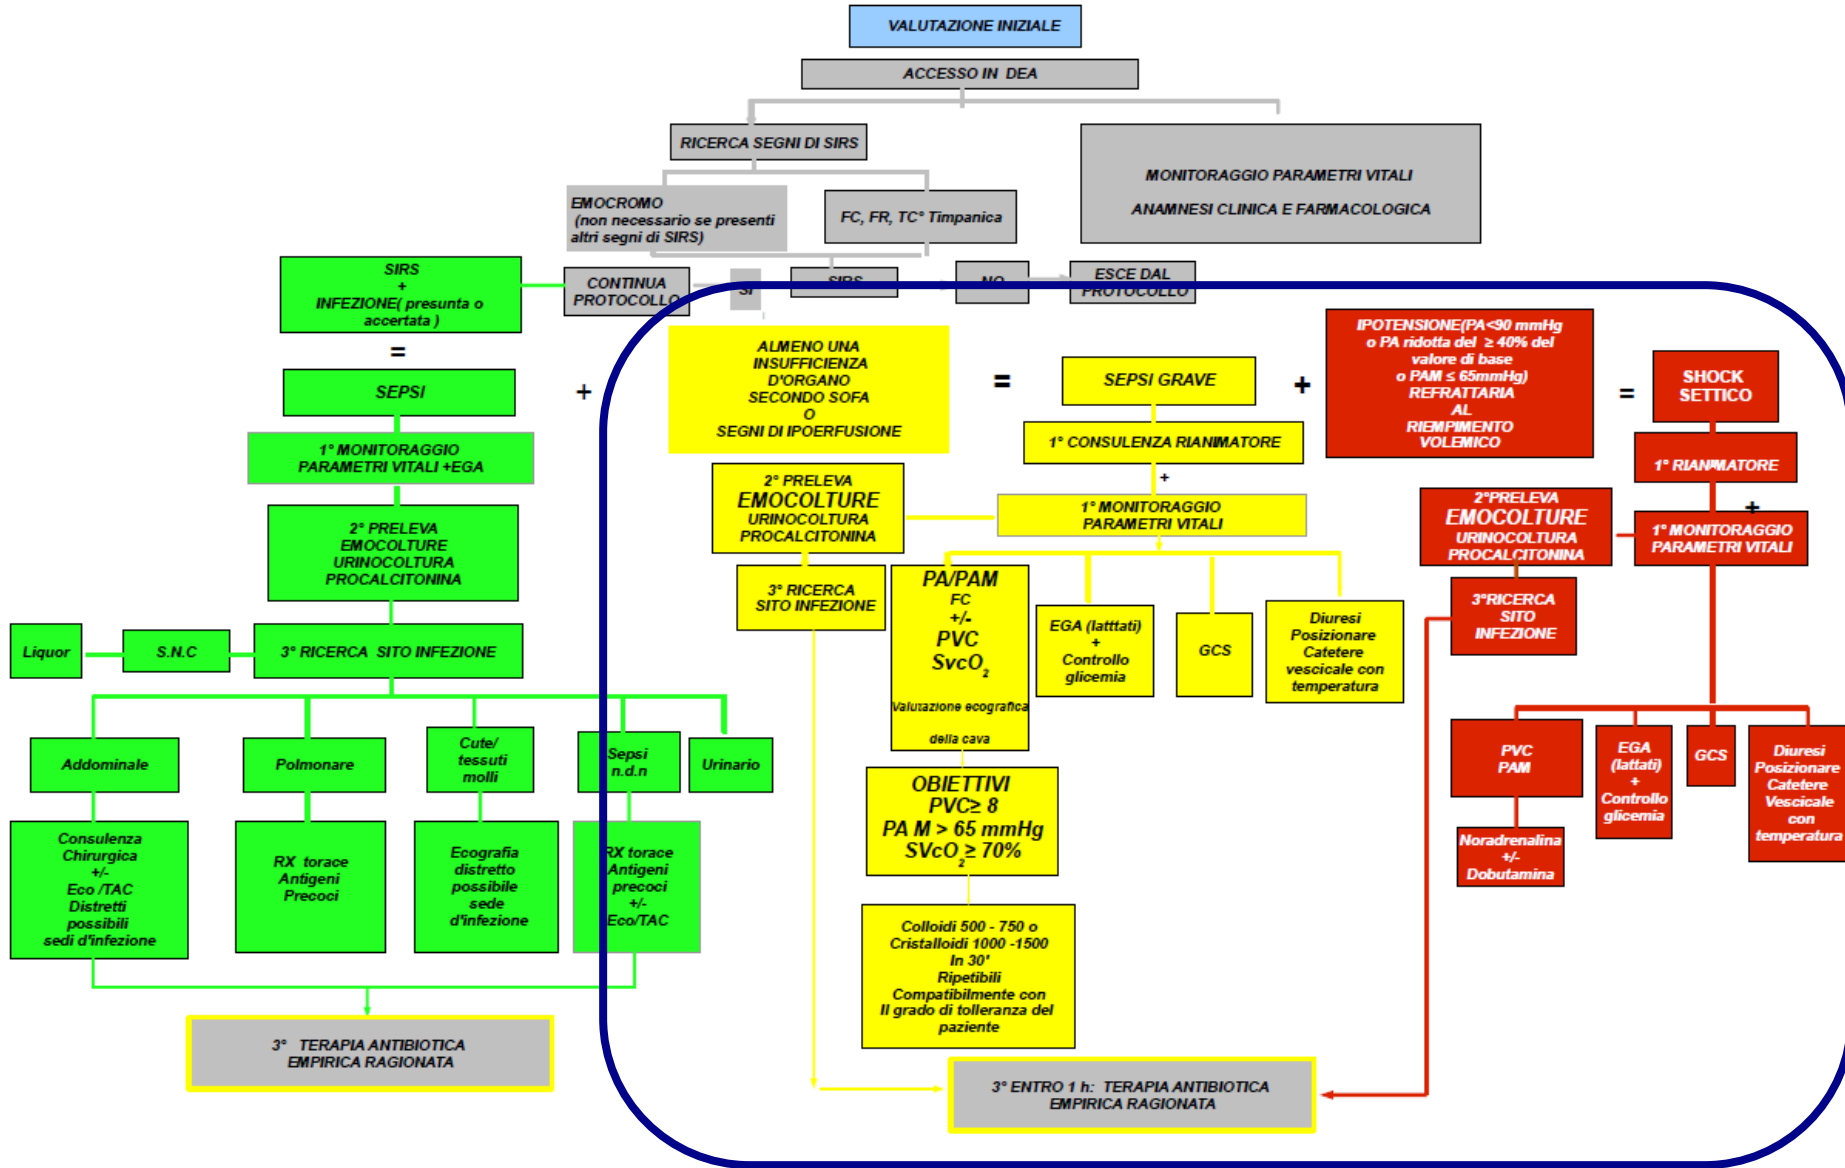 VALUTAZIONE INIZIALE
ACCESSO IN DEA
RICERCA SEGNI DI SIRS
MONITORAGGIO PARAMETRI VITALI
ANAMNESI CLINICA E FARMACOLOGICA
EMOCROMO
(non necessario se presenti
altri segni di SIRS)
FC, FR, TC° Timpanica
SIRS
+
INFEZIONE( presunta o
accertata )
CONTINUA
PROTOCOLLO
SI
SIRS
NO
ESCE DAL
PROTOCOLLO
=
SEPSI
1° MONITORAGGIO
PARAMETRI VITALI +EGA
2° PRELEVA
EMOCOLTURE
URINOCOLTURA
PROCALCITONINA
Liquor
S.N.C
3° RICERCA SITO INFEZIONE
Addominale
Polmonare
Cute/
tessuti
molli
Sepsi
n.d.n
Urinario
Consulenza
Chirurgica
+/-
Eco /TAC
Distretti
possibili
sedi d'infezione
RX torace
Antigeni
Precoci
Ecografia
distretto
possibile
sede
d'infezione
RX torace
Antigeni
precoci
+/-
Eco/TAC
3° TERAPIA ANTIBIOTICA
EMPIRICA RAGIONATA
+
ALMENO UNA
INSUFFICIENZA
D'ORGANO
SECONDO SOFA
O
SEGNI DI IPOERFUSIONE
=
SEPSI GRAVE
1° CONSULENZA RIANIMATORE
+
1° MONITORAGGIO
PARAMETRI VITALI
2° PRELEVA
EMOCOLTURE
URINOCOLTURA
PROCALCITONINA
3° RICERCA
SITO INFEZIONE
PA/PAM
FC
+/-
PVC
SvcO2
Valutazione ecografica
della cava
EGA (latttati)
+
Controllo
glicemia
GCS
Diuresi
Posizionare
Catetere
vescicale con
temperatura
OBIETTIVI
PVC≥ 8
PA M > 65 mmHg
SVcO2 ≥ 70%
Colloidi 500 - 750 o
Cristalloidi 1000 -1500
In 30'
Ripetibili
Compatibilmente con
Il grado di tolleranza del
paziente
3° ENTRO 1 h: TERAPIA ANTIBIOTICA
EMPIRICA RAGIONATA
+
IPOTENSIONE(PA<90 mmHg
o PA ridotta del ≥ 40% del
valore di base
o PAM ≤ 65mmHg)
REFRATTARIA
AL
RIEMPIMENTO
VOLEMICO
=
SHOCK
SETTICO
1° RIANIMATORE
+
1° MONITORAGGIO
PARAMETRI VITALI
2°PRELEVA
EMOCOLTURE
URINOCOLTURA
PROCALCITONINA
3°RICERCA
SITO
INFEZIONE
PVC
PAM
EGA
(lattati)
+
Controllo
glicemia
GCS
Diuresi
Posizionare
Catetere
Vescicale
con
temperatura
Noradrenalina
+/-
Dobutamina